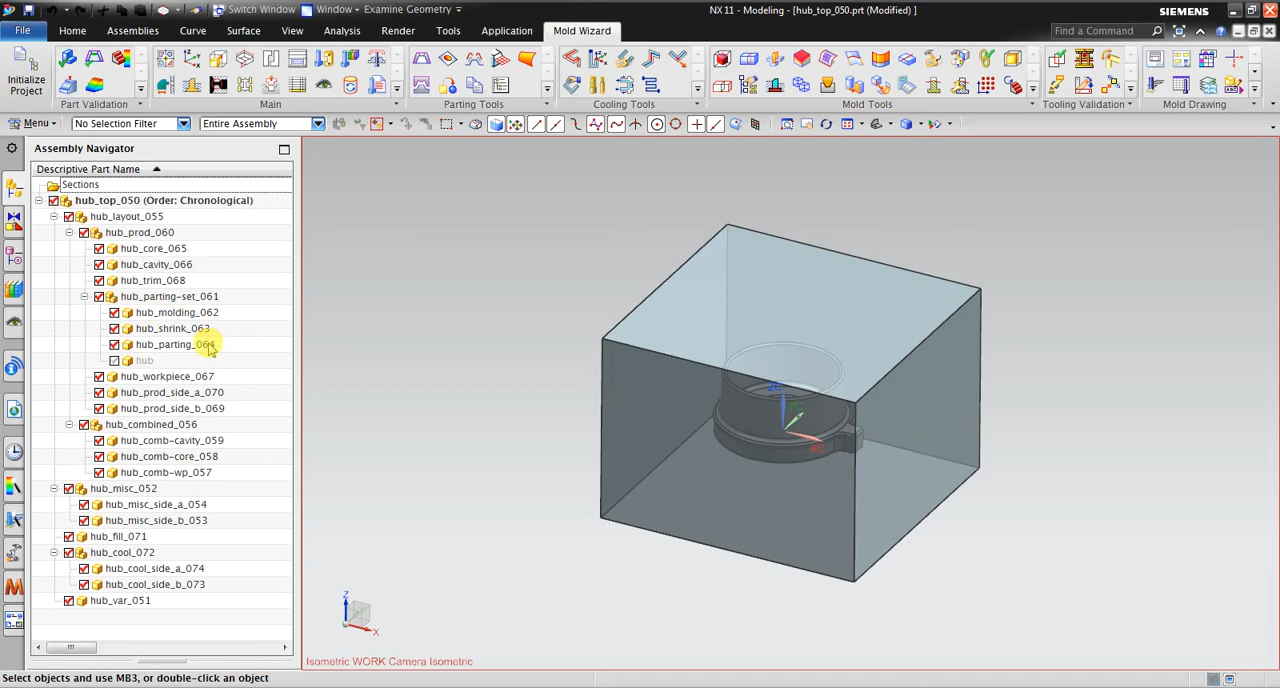 Switch Window
Window
Examine Geometry
NX 11 - Modeling - [hub_top_050.prt (Modified) ]
SIEMENS
File
Home
Assemblies
Curve
Surface
View
Analysis
Render
Tools
Application
Mold Wizard
Find a Command
Initialize
Project
Part Validation
Main
Parting Tools
Cooling Tools
Mold Tools
Tooling Validation
Mold Drawing
Menu
No Selection Filter
Entire Assembly
Assembly Navigator
Descriptive Part Name
Sections
hub_top_050 (Order: Chronological)
hub_layout_055
hub_prod_060
hub_core_065
hub_cavity_066
hub_trim_068
hub_parting-set_061
hub_molding_062
hub_shrink_063
hub_parting_064
hub
hub_workpiece_067
hub_prod_side_a_070
hub_prod_side_b_069
hub_combined_056
hub_comb-cavity_059
hub_comb-core_058
hub_comb-wp_057
hub_misc_052
hub_misc_side_a_054
hub_misc_side_b_053
hub_fill_071
hub_cool_072
hub_cool_side_a_074
hub_cool_side_b_073
hub_var_051
ZC
YC
XC
Z
X
Isometric WORK Camera Isometric
Select objects and use MB3, or double-click an object